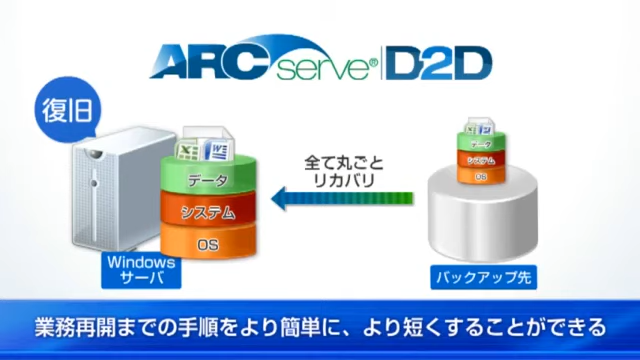 ARCserve® D2D
復旧
データ
システム
OS
Windows
サーバ
全て丸ごと
リカバリ
データ
システム
OS
バックアップ先
業務再開までの手順をより簡単に、より短くすることができる